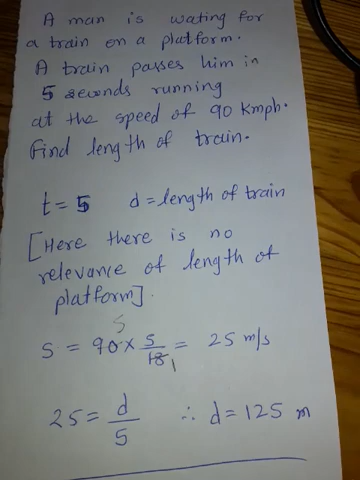 A man is wating for
a train on a platform.
A train passes him in
5 seconds running
at the speed of 90 kmph.
Find length of train.
t = 5 d = length of train
[Here there is no
relevance of length of
platform].
S = 90 × 5/18 = 25 m/s
5
1
25 = d/5 ∴ d = 125 m